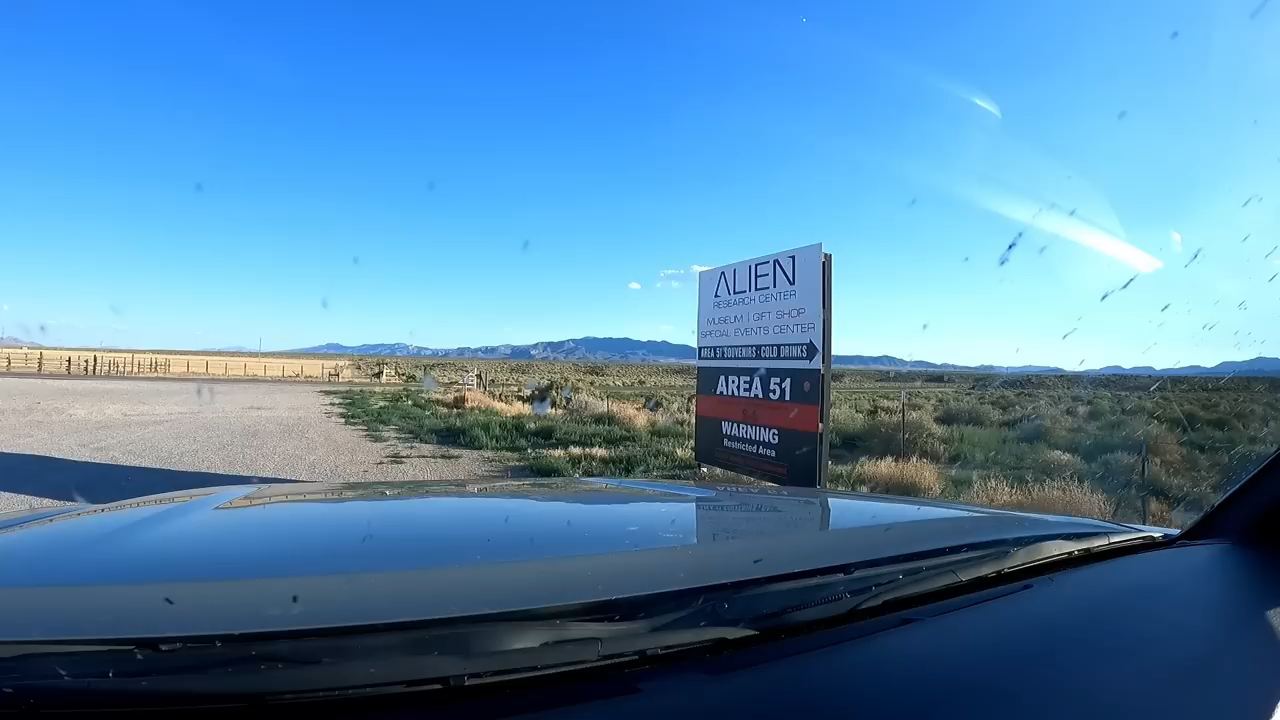 ALIEN
RESEARCH CENTER
MUSEUM | GIFT SHOP
SPECIAL EVENTS CENTER
AREA 51 SOUVENIRS · COLD DRINKS
AREA 51
WARNING
Restricted Area